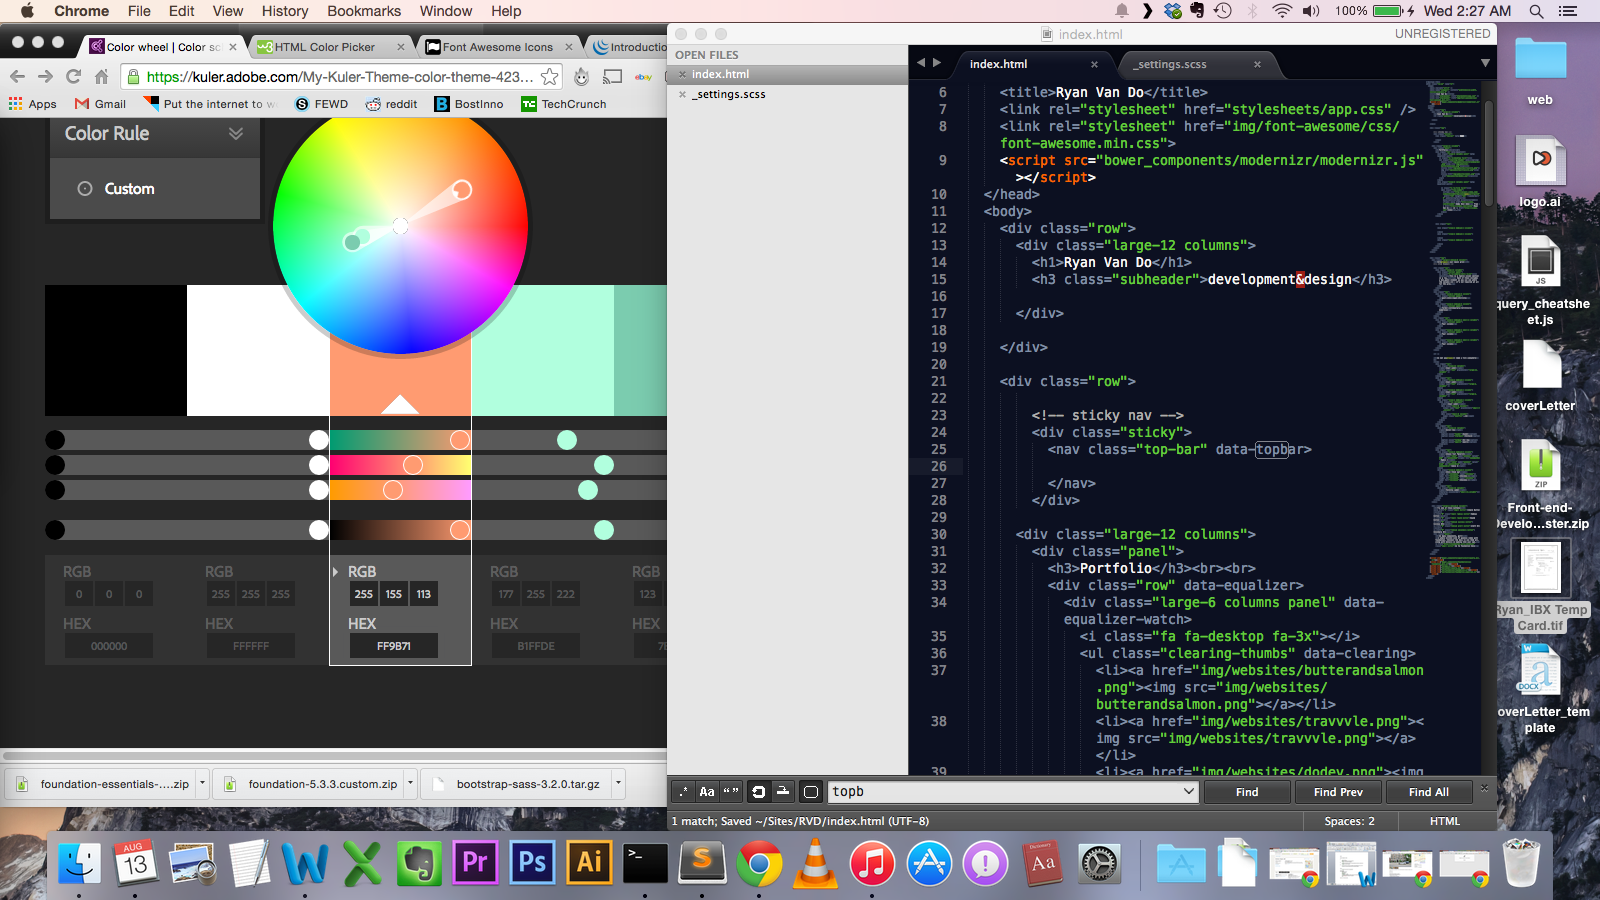 Chrome File Edit View History Bookmarks Window Help
100% Wed 2:27 AM
Color wheel | Color sc
HTML Color Picker
Font Awesome Icons
Introduction
https://kuler.adobe.com/My-Kuler-Theme-color-theme-423...
ebay
Apps Gmail Put the internet to w FEWD reddit BostInno TechCrunch
Color Rule
Custom
RGB RGB RGB RGB RGB
0 0 0 255 255 255 255 155 113 177 255 222 123
HEX HEX HEX HEX HEX
000000 FFFFFF FF9B71 B1FFDE
foundation-essentials-....zip foundation-5.3.3.custom.zip bootstrap-sass-3.2.0.tar.gz
index.html
UNREGISTERED
OPEN FILES
index.html
_settings.scss
index.html _settings.scss
6 <title>Ryan Van Do</title>
7 <link rel="stylesheet" href="stylesheets/app.css" />
8 <link rel="stylesheet" href="img/font-awesome/css/
font-awesome.min.css">
9 <script src="bower_components/modernizr/modernizr.js"
></script>
10 </head>
11 <body>
12 <div class="row">
13 <div class="large-12 columns">
14 <h1>Ryan Van Do</h1>
15 <h3 class="subheader">development&design</h3>
16
17 </div>
18
19 </div>
20
21 <div class="row">
22
23 <!-- sticky nav -->
24 <div class="sticky">
25 <nav class="top-bar" data-topbar>
26
27 </nav>
28 </div>
29
30 <div class="large-12 columns">
31 <div class="panel">
32 <h3>Portfolio</h3><br><br>
33 <div class="row" data-equalizer>
34 <div class="large-6 columns panel" data-
equalizer-watch>
35 <i class="fa fa-desktop fa-3x"></i>
36 <ul class="clearing-thumbs" data-clearing>
37 <li><a href="img/websites/butterandsalmon
.png"><img src="img/websites/
butterandsalmon.png"></a></li>
38 <li><a href="img/websites/travvvle.png"><
img src="img/websites/travvvle.png"></a>
</li>
39 <li><a href="img/websites/dodev.png"><img
.* Aa “ ” topb Find Find Prev Find All
1 match; Saved ~/Sites/RVD/index.html (UTF-8) Spaces: 2 HTML
web
logo.ai
JS
query_cheatshe
et.js
coverLetter
ZIP
Front-end-
Develo...ster.zip
Ryan_IBX Temp
Card.tif
DOCX
overLetter_tem
plate
AUG
13
Pr Ps Ai
Dictionary
Aa